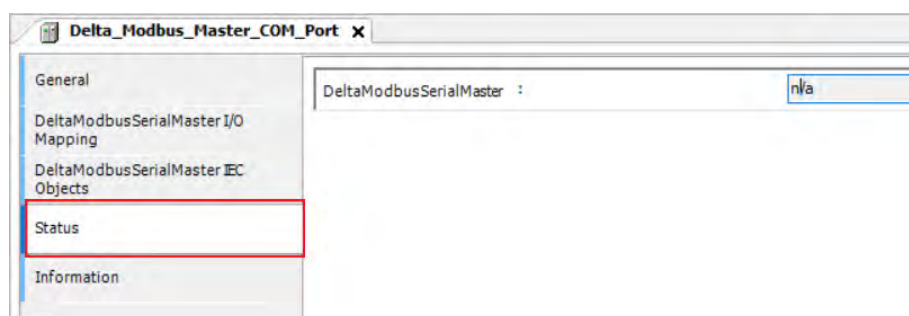 Delta_Modbus_Master_COM_Port X
General
DeltaModbusSerialMaster I/O
Mapping
DeltaModbusSerialMaster IEC
Objects
Status
Information
DeltaModbusSerialMaster :
n/a